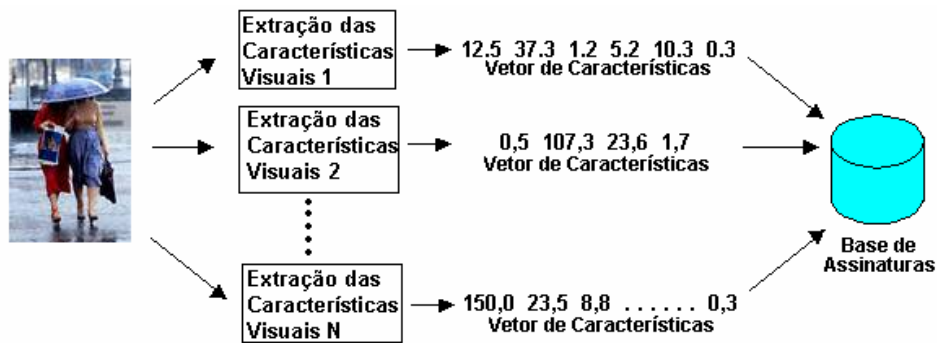 Extração das
Características
Visuais 1
12.5 37.3 1.2 5.2 10.3 0.3
Vetor de Características
Extração das
Características
Visuais 2
0,5 107,3 23,6 1,7
Vetor de Características
Base de
Assinaturas
Extração das
Características
Visuais N
150,0 23,5 8,8 . . . . . . 0,3
Vetor de Características